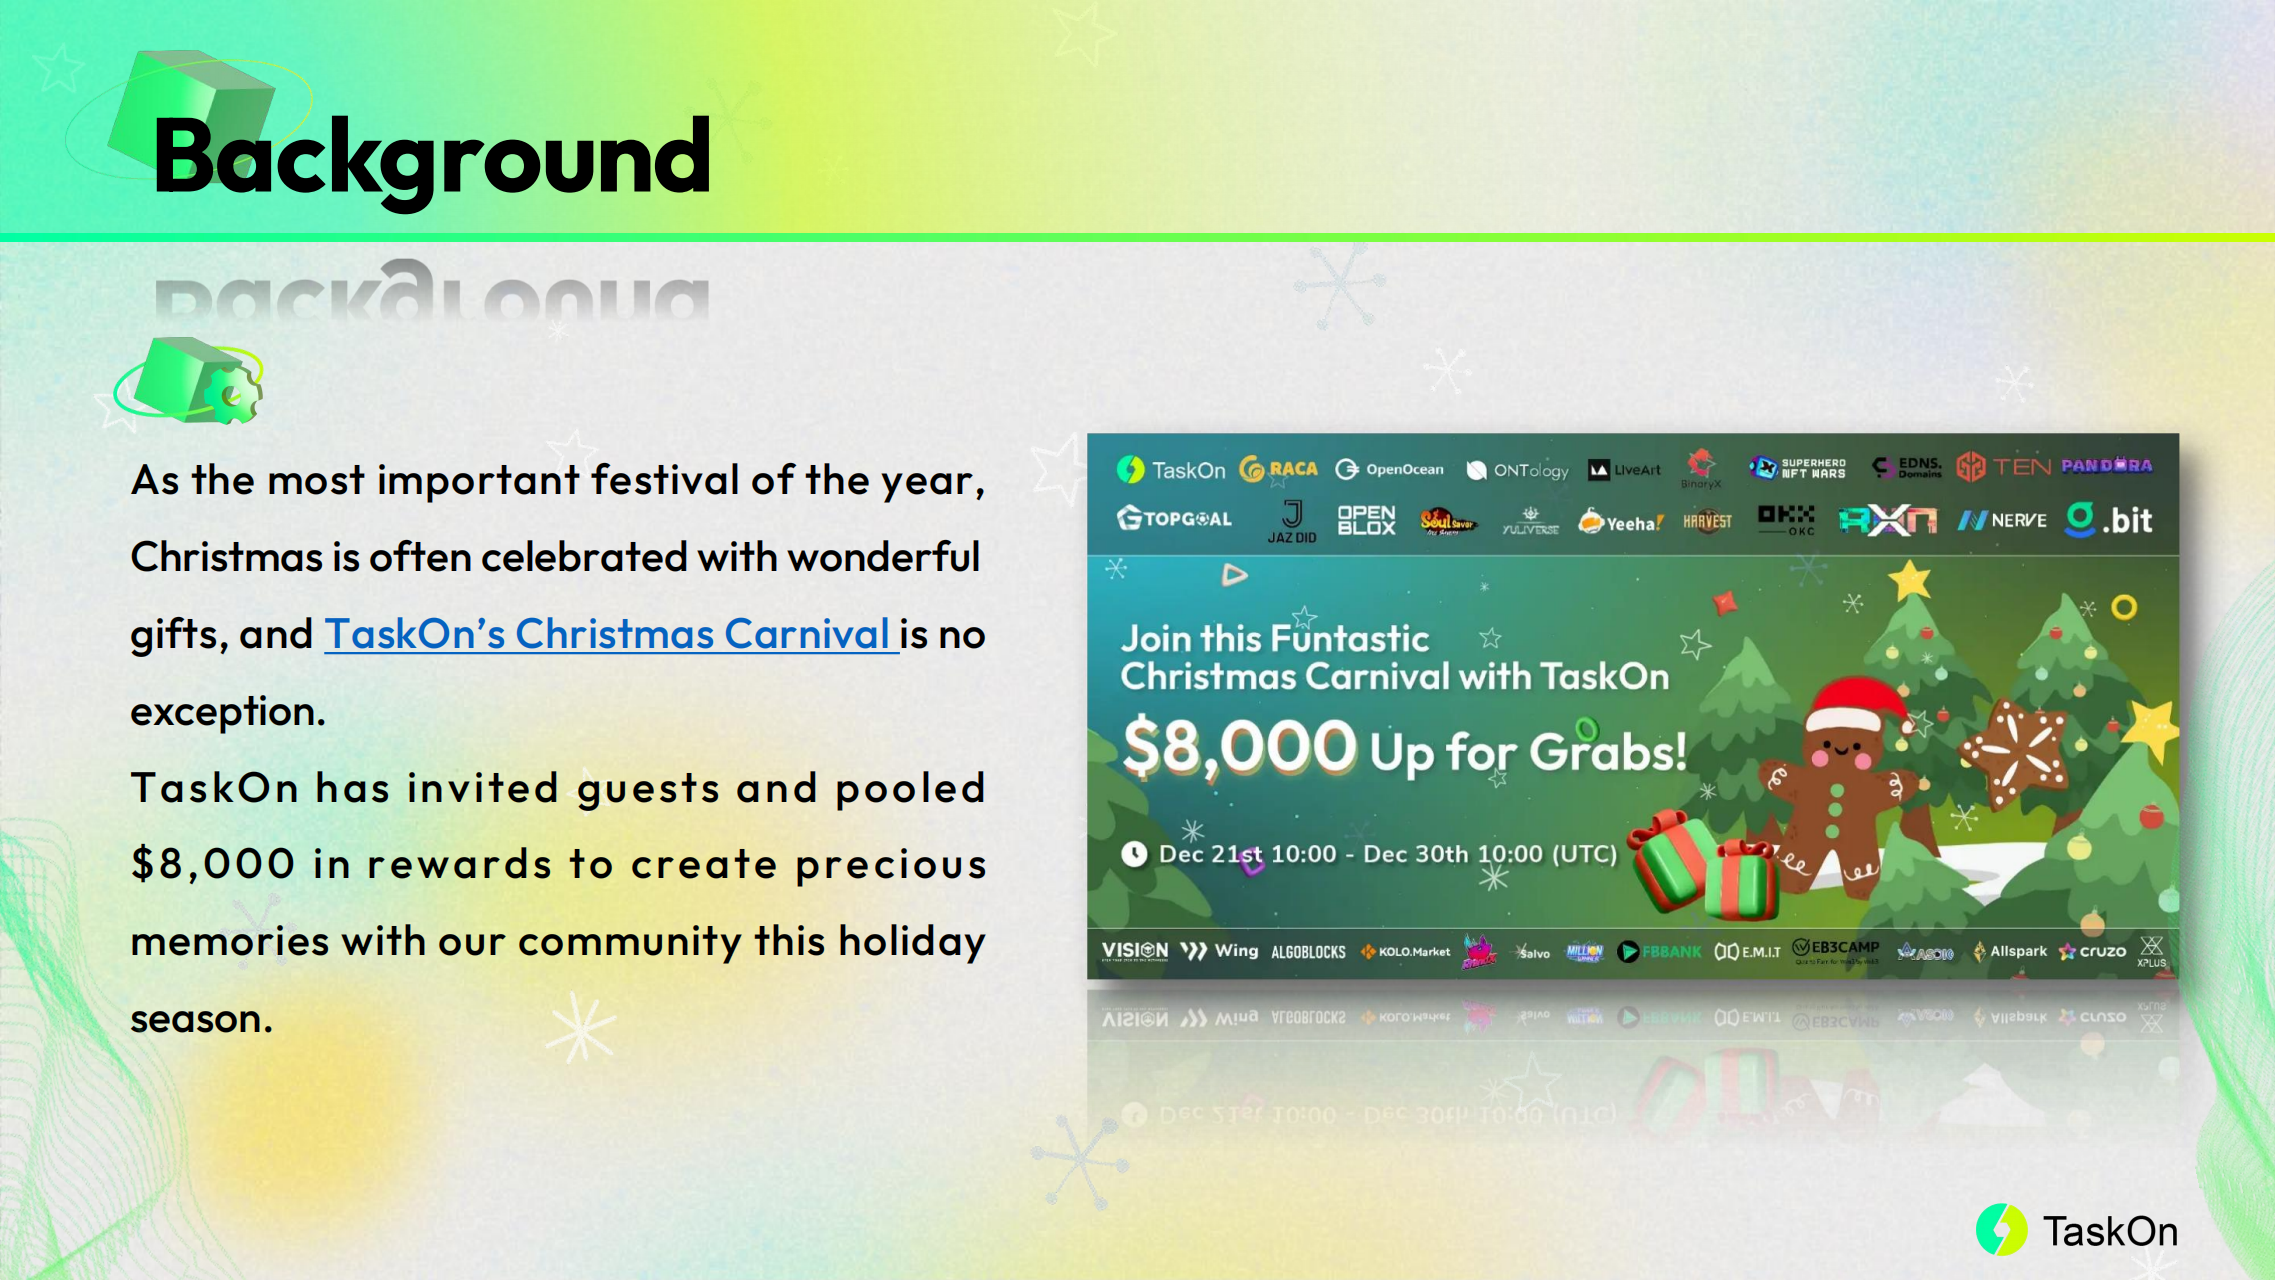 Background
As the most important festival of the year,
Christmas is often celebrated with wonderful
gifts, and TaskOn’s Christmas Carnival is no
exception.
TaskOn has invited guests and pooled
$8,000 in rewards to create precious
memories with our community this holiday
season.
TaskOn RACA OpenOcean ONTology LiveArt BinaryX SUPERHERO NFT WARS EDNS. Domains TEN PANDORA
TOPGOAL JAZ DID OPEN BLOX Soul Saver YULIVERSE Yeeha! HARVEST OKC NERVE .bit
Join this Funtastic
Christmas Carnival with TaskOn
$8,000 Up for Grabs!
Dec 21st 10:00 - Dec 30th 10:00 (UTC)
VISION Wing ALGOBLOCKS KOLO.Market Salvo MILLION FBBANK E.M.I.T WEB3CAMP Allspark cruzo XPLUS
TaskOn